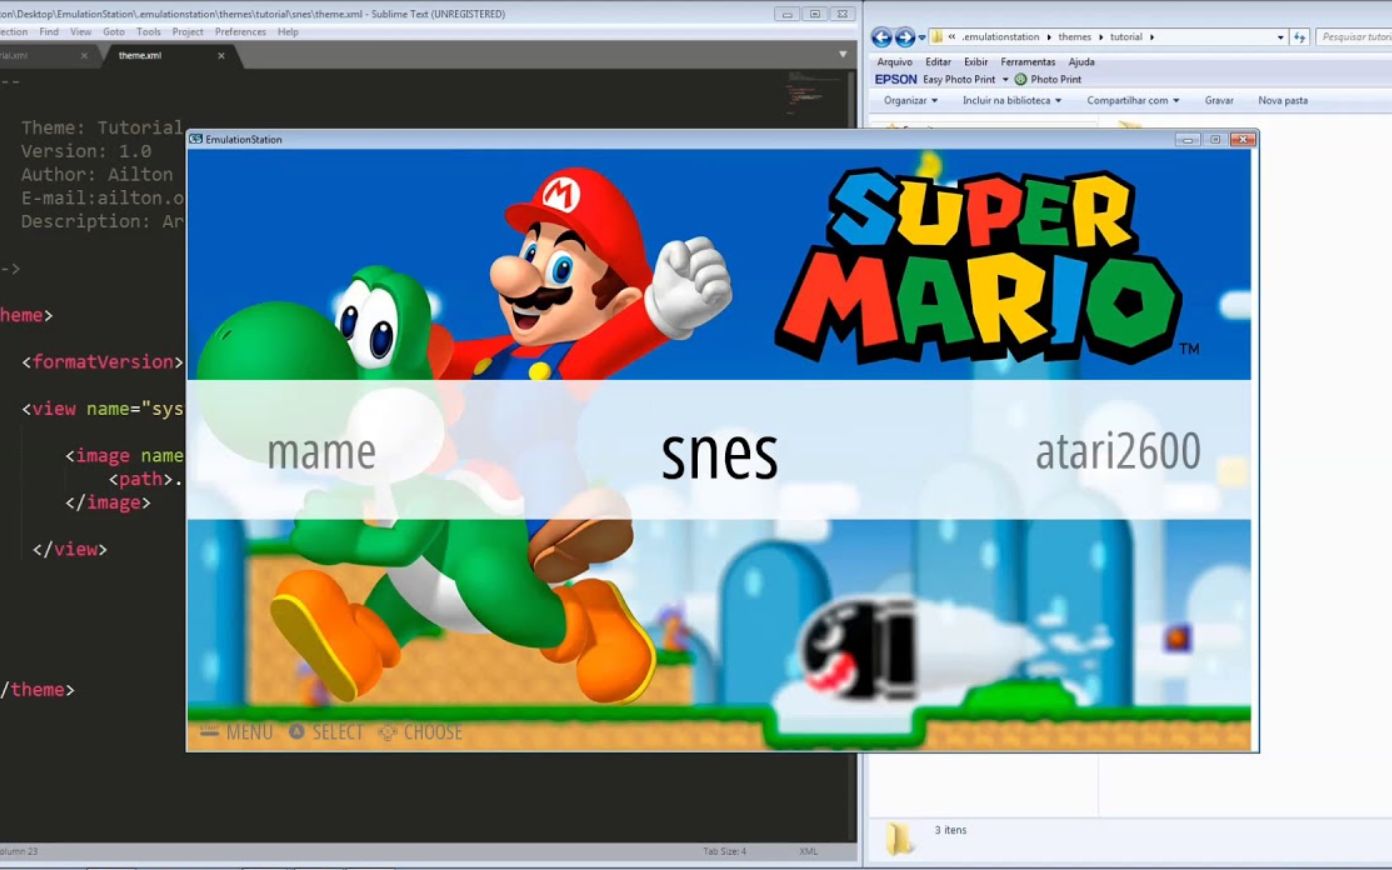 ton\Desktop\EmulationStation\.emulationstation\themes\tutorial\snes\theme.xml - Sublime Text (UNREGISTERED)
ection Find View Goto Tools Project Preferences Help
rial.xml × theme.xml ×
--
Theme: Tutorial
Version: 1.0
Author: Ailton
E-mail:ailton.o
Description: Ar
->
heme>
<formatVersion>
<view name="sys
<image name
<path>.
</image>
</view>
/theme>
olumn 23
Tab Size: 4 XML
« .emulationstation themes tutorial
Pesquisar tutori
Arquivo Editar Exibir Ferramentas Ajuda
EPSON Easy Photo Print Photo Print
Organizar Incluir na biblioteca Compartilhar com Gravar Nova pasta
EmulationStation
M
SUPER
MARIO
TM
mame
snes
atari2600
START MENU A SELECT CHOOSE
3 itens